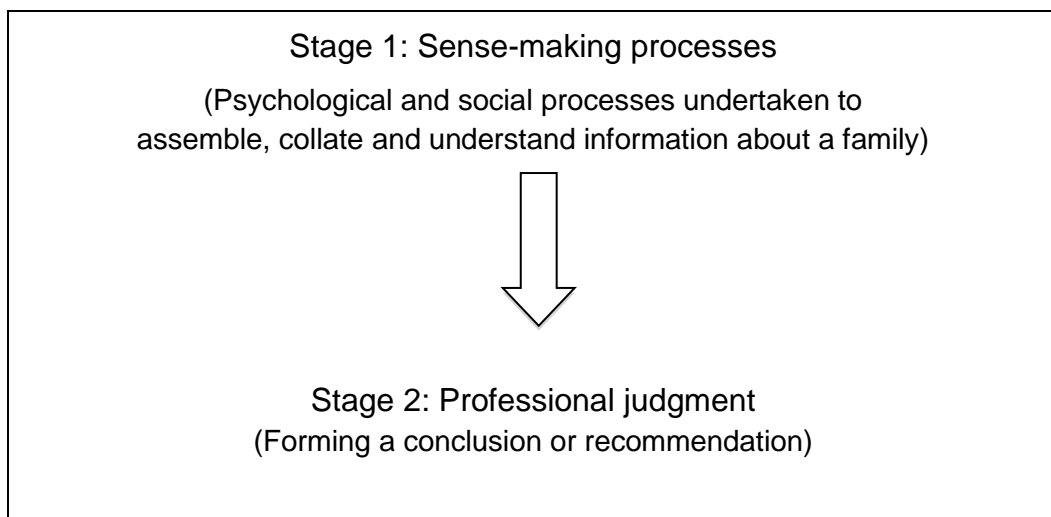 Stage 1: Sense-making processes
(Psychological and social processes undertaken to
assemble, collate and understand information about a family)
Stage 2: Professional judgment
(Forming a conclusion or recommendation)